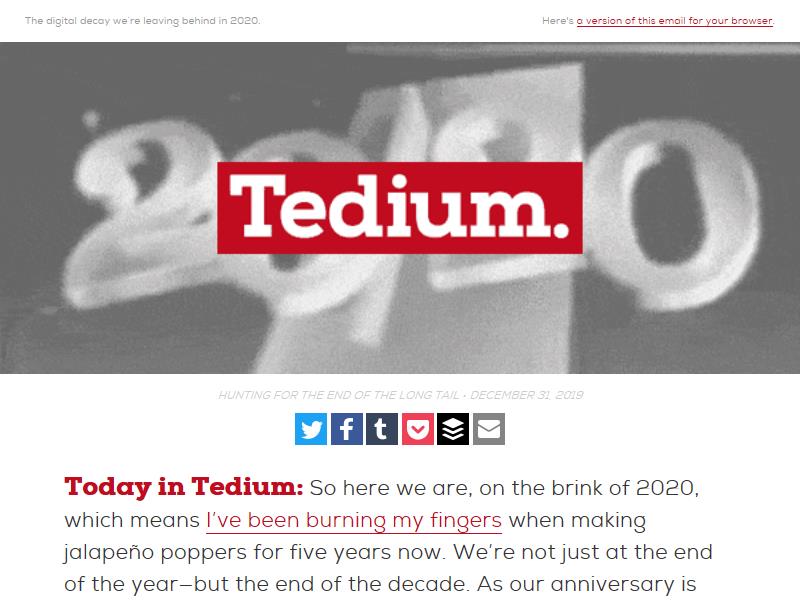 The digital decay we're leaving behind in 2020.
Here's a version of this email for your browser.
2020
Tedium.
HUNTING FOR THE END OF THE LONG TAIL • DECEMBER 31, 2019
Today in Tedium: So here we are, on the brink of 2020,
which means I've been burning my fingers when making
jalapeño poppers for five years now. We're not just at the end
of the year—but the end of the decade. As our anniversary is